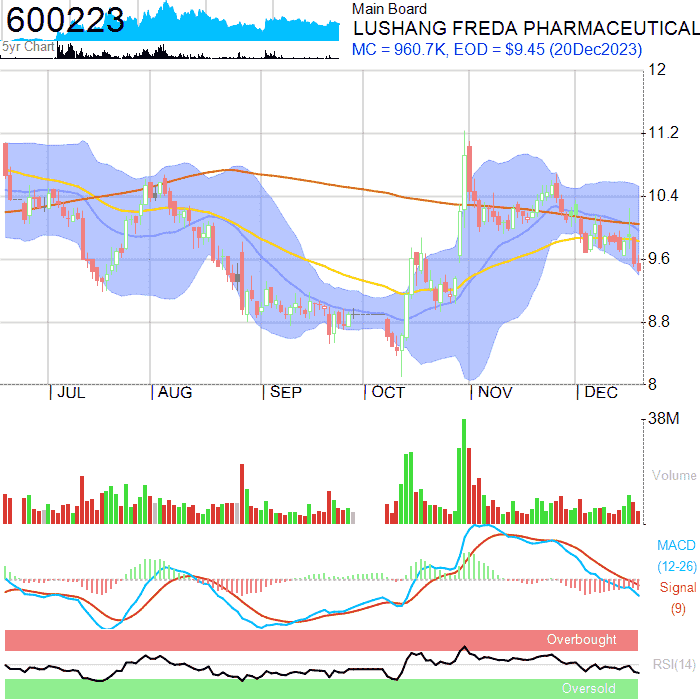 600223
5yr Chart
Main Board
LUSHANG FREDA PHARMACEUTICAL
MC = 960.7K, EOD = $9.45 (20Dec2023)
12
11.2
10.4
9.6
8.8
8
JUL AUG SEP OCT NOV DEC
38M
Volume
MACD
(12-26)
Signal
(9)
Overbought
RSI(14)
Oversold